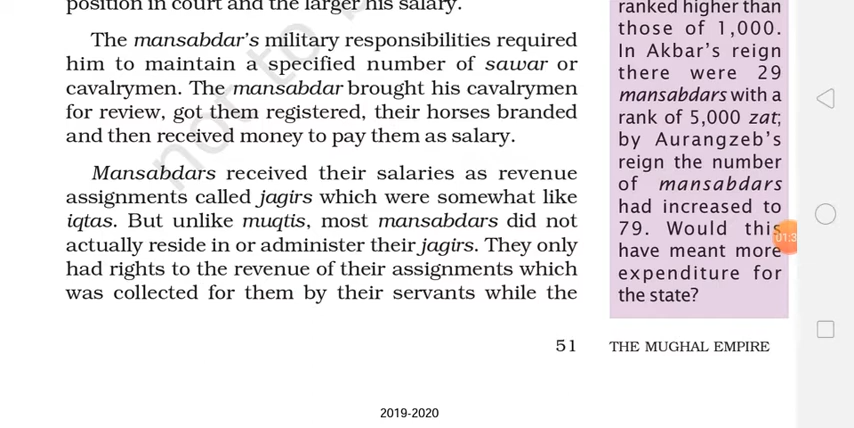 position in court and the larger his salary.
The mansabdar's military responsibilities required
him to maintain a specified number of sawar or
cavalrymen. The mansabdar brought his cavalrymen
for review, got them registered, their horses branded
and then received money to pay them as salary.
Mansabdars received their salaries as revenue
assignments called jagirs which were somewhat like
iqtas. But unlike muqtis, most mansabdars did not
actually reside in or administer their jagirs. They only
had rights to the revenue of their assignments which
was collected for them by their servants while the
ranked higher than
those of 1,000.
In Akbar's reign
there were 29
mansabdars with a
rank of 5,000 zat;
by Aurangzeb's
reign the number
of mansabdars
had increased to
79. Would this
have meant more
expenditure for
the state?
51 THE MUGHAL EMPIRE
2019-2020
not to